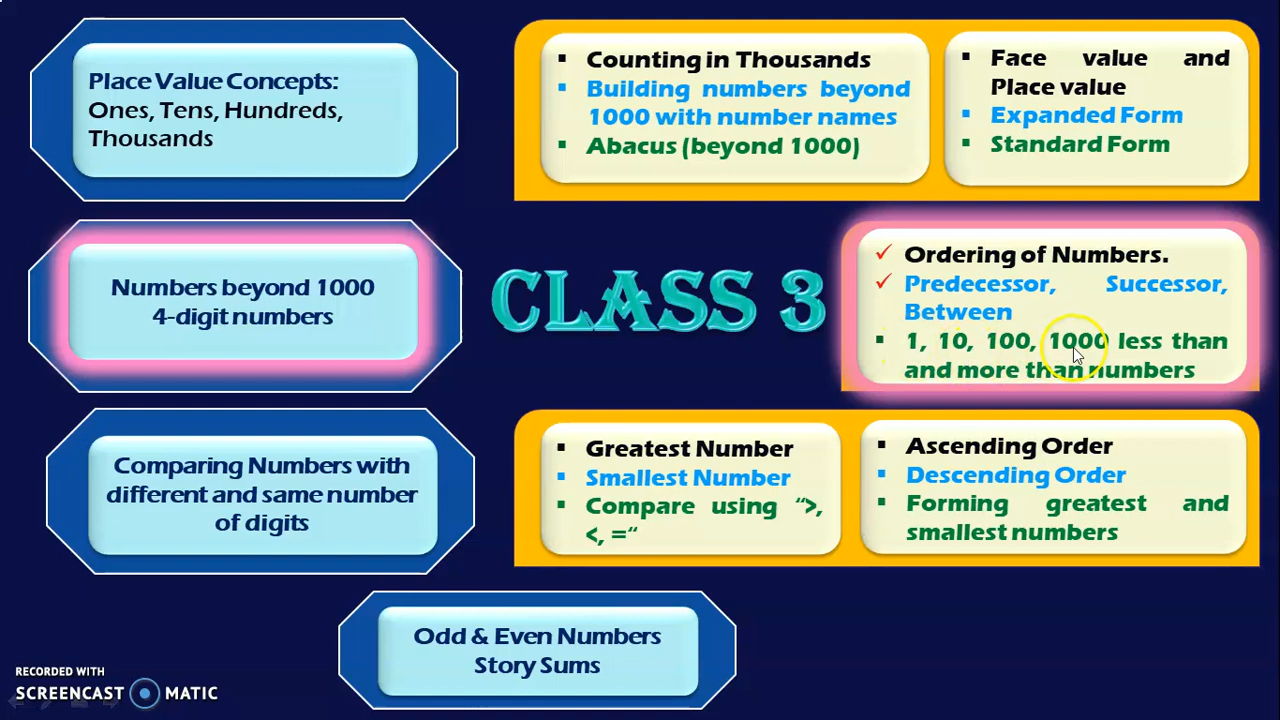 Place Value Concepts:
Ones, Tens, Hundreds,
Thousands
▪ Counting in Thousands
▪ Building numbers beyond
1000 with number names
▪ Abacus (beyond 1000)
▪ Face value and
Place value
▪ Expanded Form
▪ Standard Form
Numbers beyond 1000
4-digit numbers
CLASS 3
✓ Ordering of Numbers.
✓ Predecessor, Successor,
Between
▪ 1, 10, 100, 1000 less than
and more than numbers
Comparing Numbers with
different and same number
of digits
▪ Greatest Number
▪ Smallest Number
▪ Compare using “>,
<, =“
▪ Ascending Order
▪ Descending Order
▪ Forming greatest and
smallest numbers
Odd & Even Numbers
Story Sums
RECORDED WITH
SCREENCAST MATIC